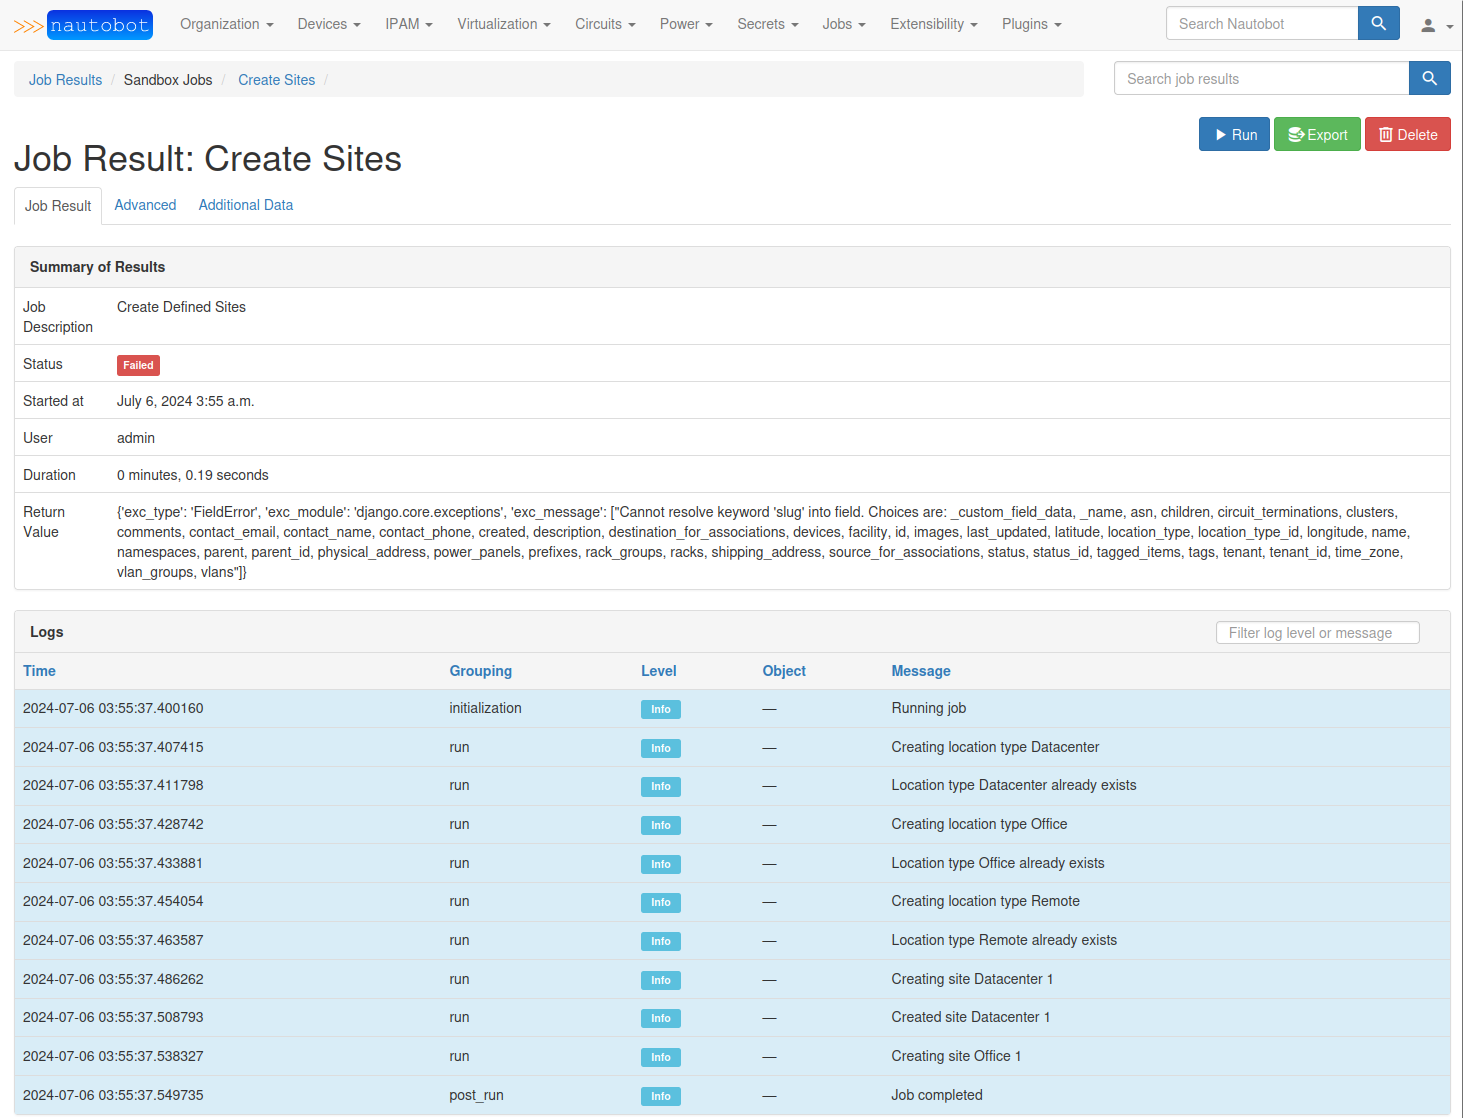 >>> nautobot Organization Devices IPAM Virtualization Circuits Power Secrets Jobs Extensibility Plugins Search Nautobot
Job Results / Sandbox Jobs / Create Sites / Search job results
Run Export Delete
Job Result: Create Sites
Job Result Advanced Additional Data
Summary of Results
Job Description Create Defined Sites
Status Failed
Started at July 6, 2024 3:55 a.m.
User admin
Duration 0 minutes, 0.19 seconds
Return Value {'exc_type': 'FieldError', 'exc_module': 'django.core.exceptions', 'exc_message': ["Cannot resolve keyword 'slug' into field. Choices are: _custom_field_data, _name, asn, children, circuit_terminations, clusters,
comments, contact_email, contact_name, contact_phone, created, description, destination_for_associations, devices, facility, id, images, last_updated, latitude, location_type, location_type_id, longitude, name,
namespaces, parent, parent_id, physical_address, power_panels, prefixes, rack_groups, racks, shipping_address, source_for_associations, status, status_id, tagged_items, tags, tenant, tenant_id, time_zone,
vlan_groups, vlans"]}
Logs Filter log level or message
Time Grouping Level Object Message
2024-07-06 03:55:37.400160 initialization Info — Running job
2024-07-06 03:55:37.407415 run Info — Creating location type Datacenter
2024-07-06 03:55:37.411798 run Info — Location type Datacenter already exists
2024-07-06 03:55:37.428742 run Info — Creating location type Office
2024-07-06 03:55:37.433881 run Info — Location type Office already exists
2024-07-06 03:55:37.454054 run Info — Creating location type Remote
2024-07-06 03:55:37.463587 run Info — Location type Remote already exists
2024-07-06 03:55:37.486262 run Info — Creating site Datacenter 1
2024-07-06 03:55:37.508793 run Info — Created site Datacenter 1
2024-07-06 03:55:37.538327 run Info — Creating site Office 1
2024-07-06 03:55:37.549735 post_run Info — Job completed